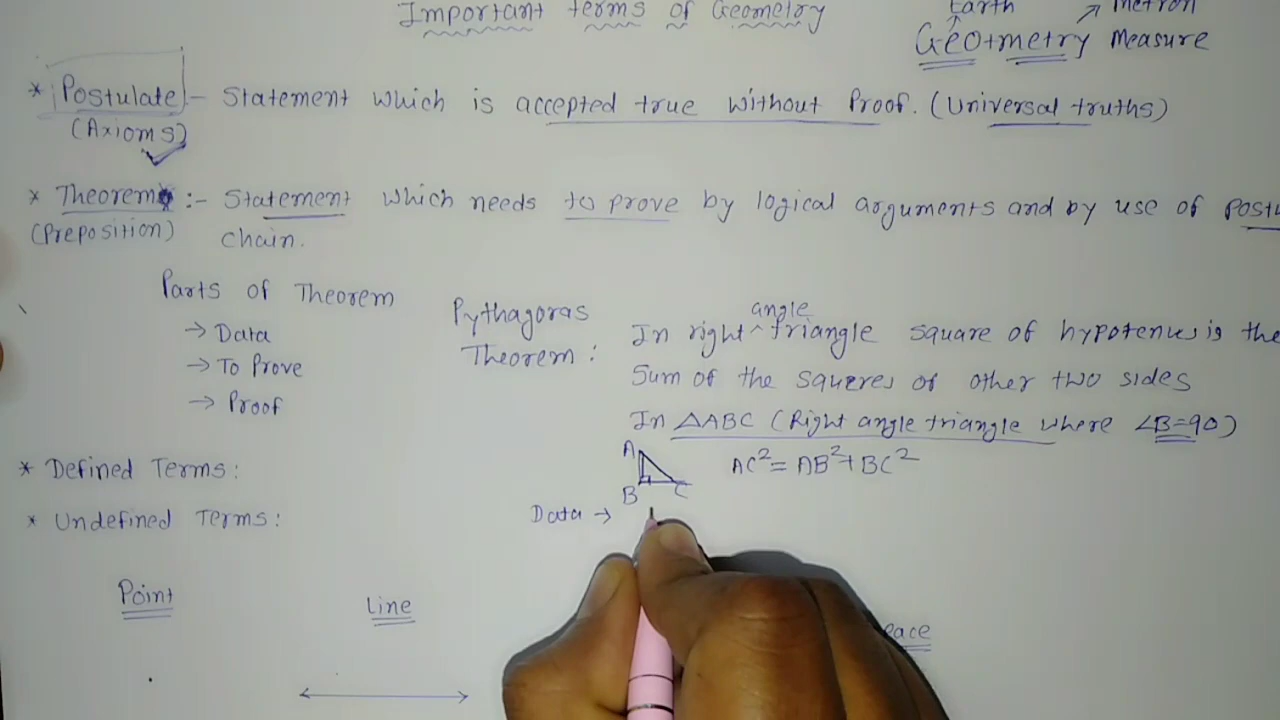 Important terms of Geometry
Earth
Metron
Geo+metry Measure
* Postulate - Statement which is accepted true without Proof. (Universal truths)
(Axioms)
* Theorem :- Statement which needs to prove by logical arguments and by use of Postu
(Preposition) chain.
Parts of Theorem
→ Data
→ To Prove
→ Proof
Pythagoras
Theorem :
angle
In right ^ triangle square of hypotenus is the
Sum of the squeres of other two sides
In △ABC (Right angle triangle where ∠B=90)
A
B
C
AC²= AB²+BC²
Data →
* Defined Terms:
* Undefined Terms:
Point
Line